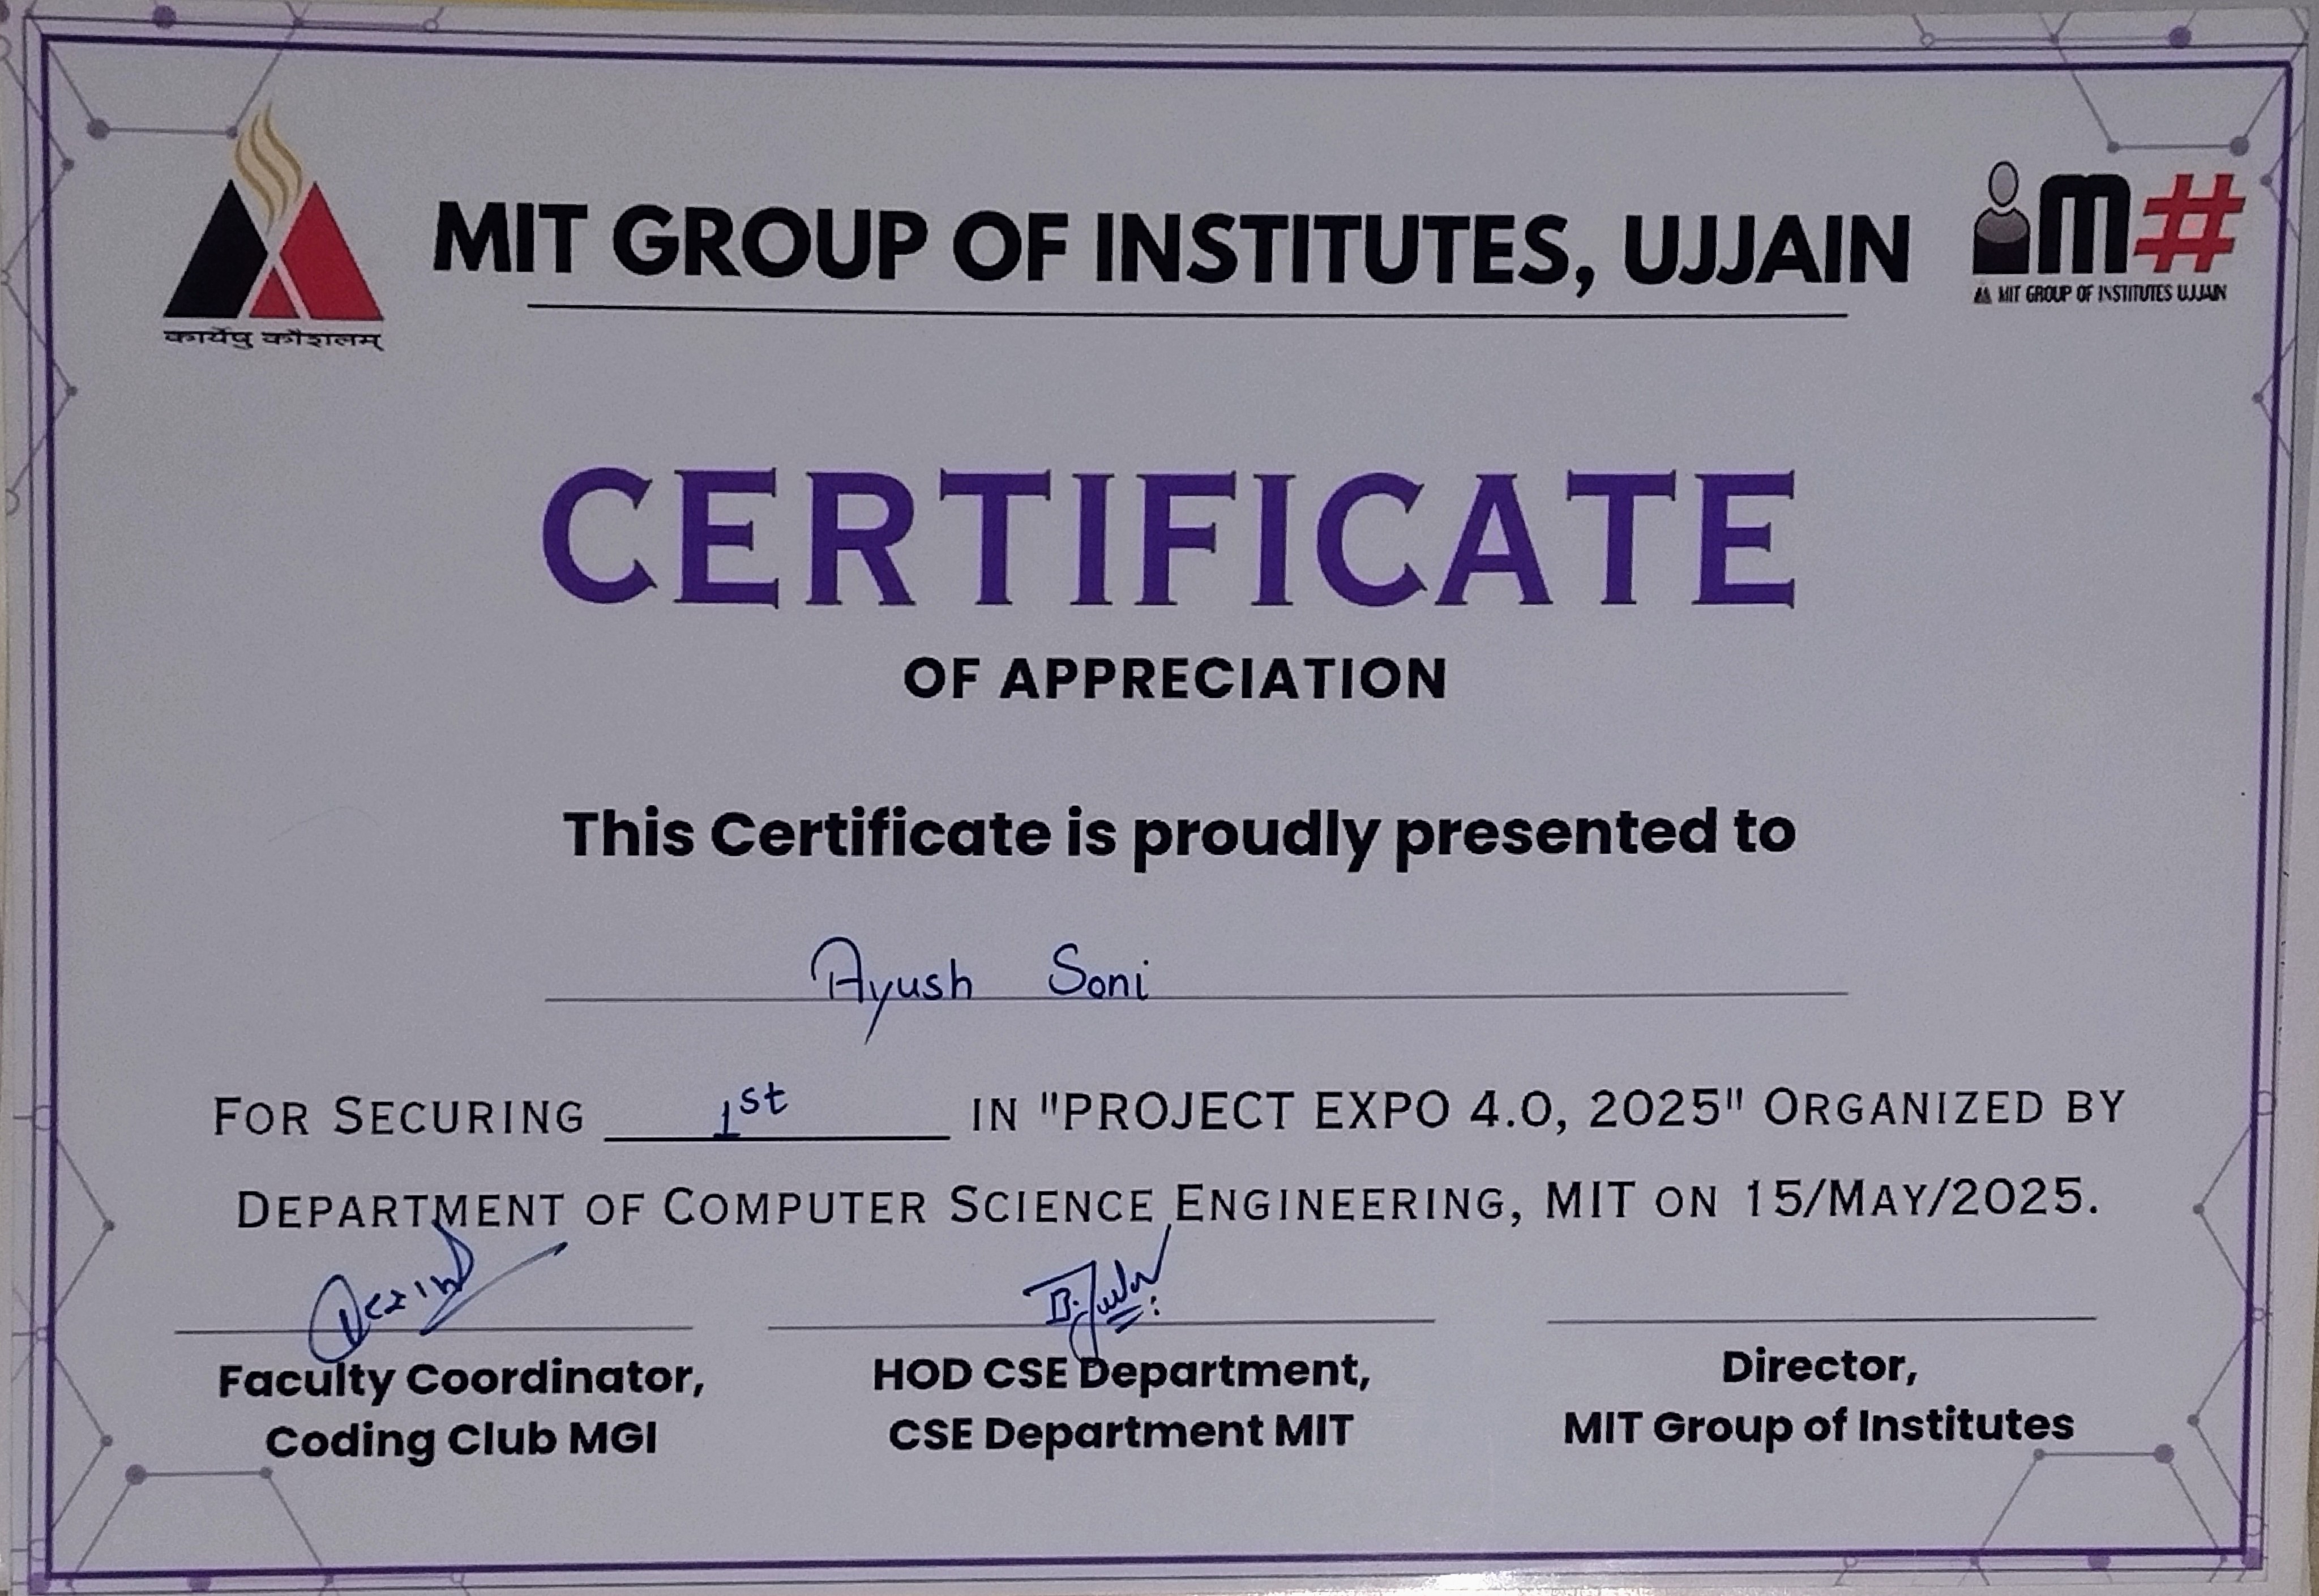 MIT GROUP OF INSTITUTES, UJJAIN
कार्येषु कौशलम्
im#
MIT GROUP OF INSTITUTES UJJAIN
CERTIFICATE
OF APPRECIATION
This Certificate is proudly presented to
Ayush Soni
FOR SECURING 1st IN "PROJECT EXPO 4.0, 2025" ORGANIZED BY
DEPARTMENT OF COMPUTER SCIENCE ENGINEERING, MIT ON 15/MAY/2025.
Faculty Coordinator,
Coding Club MGI
HOD CSE Department,
CSE Department MIT
Director,
MIT Group of Institutes